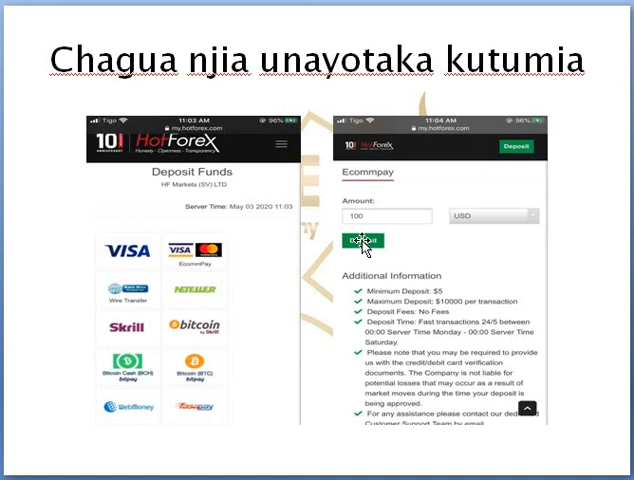 Chagua njia unayotaka kutumia
Tigo 11:03 AM 96%
my.hotforex.com
10 HotForex
Honesty - Openness - Transparency
Deposit Funds
HF Markets (SV) LTD
Server Time: May 03 2020 11:03
VISA
VISA
EcommPay
Wire Transfer
NETELLER
Skrill
bitcoin
by Skrill
Bitcoin Cash (BCH)
bitpay
Bitcoin (BTC)
bitpay
WebMoney
fasapay
Tigo 11:04 AM 96%
my.hotforex.com
10 HotForex Deposit
Ecommpay
Amount:
100 USD
Additional Information
Minimum Deposit: $5
Maximum Deposit: $10000 per transaction
Deposit Fees: No Fees
Deposit Time: Fast transactions 24/5 between
00:00 Server Time Monday - 00:00 Server Time
Saturday.
Please note that you may be required to provide
us with the credit/debit card verification
documents. The Company is not liable for
potential losses that may occur as a result of
market moves during the time your deposit is
being approved.
For any assistance please contact our
Customer Support Team by email